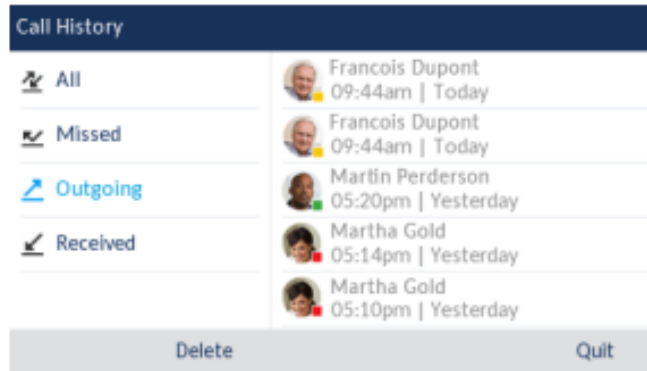 Call History
All
Missed
Outgoing
Received
Francois Dupont
09:44am | Today
Francois Dupont
09:44am | Today
Martin Perderson
05:20pm | Yesterday
Martha Gold
05:14pm | Yesterday
Martha Gold
05:10pm | Yesterday
Delete
Quit